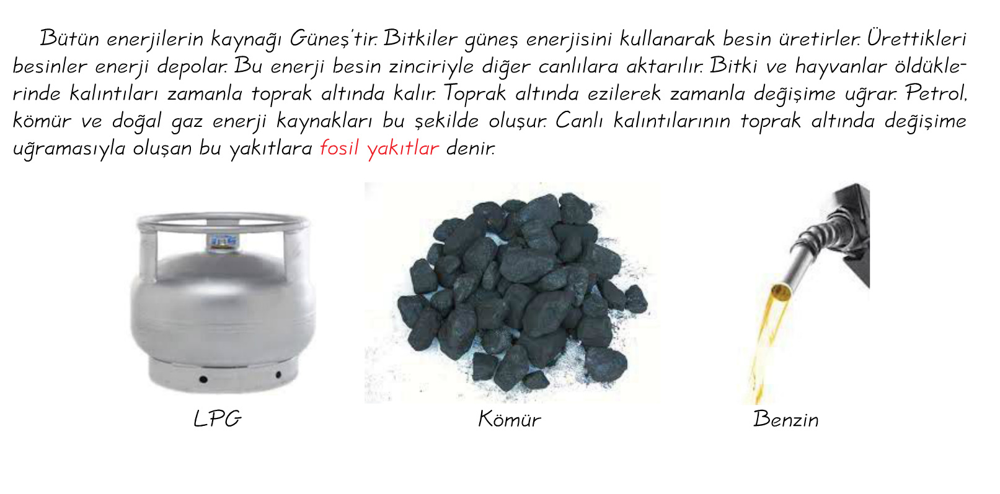 Bütün enerjilerin kaynağı Güneş'tir. Bitkiler güneş enerjisini kullanarak besin üretirler. Ürettikleri
besinler enerji depolar. Bu enerji besin zinciriyle diğer canlılara aktarılır. Bitki ve hayvanlar öldükle-
rinde kalıntıları zamanla toprak altında kalır. Toprak altında ezilerek zamanla değişime uğrar. Petrol,
kömür ve doğal gaz enerji kaynakları bu şekilde oluşur. Canlı kalıntılarının toprak altında değişime
uğramasıyla oluşan bu yakıtlara fosil yakıtlar denir.
LPG
Kömür
Benzin